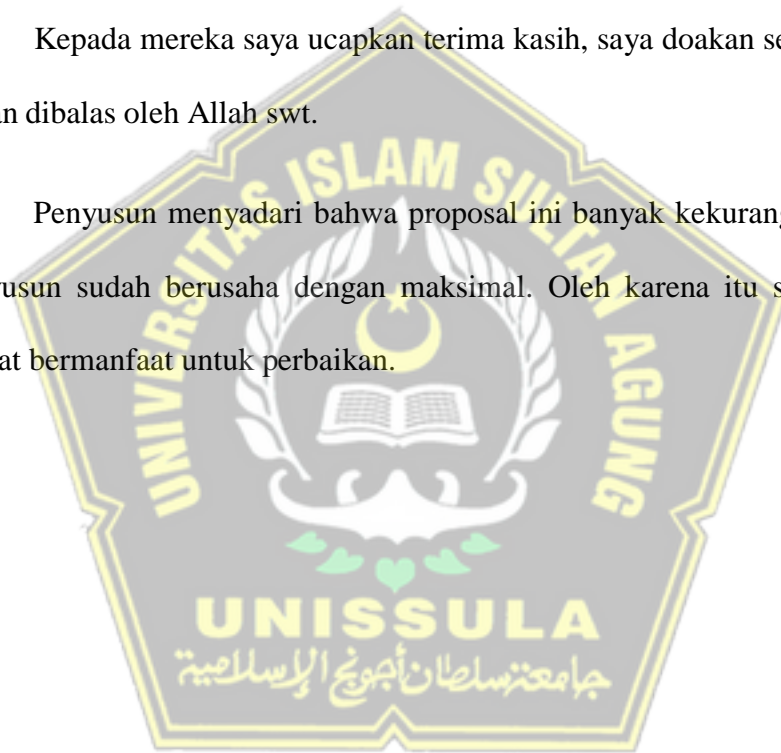 Kepada mereka saya ucapkan terima kasih, saya doakan se
n dibalas oleh Allah swt.
Penyusun menyadari bahwa proposal ini banyak kekurang
yusun sudah berusaha dengan maksimal. Oleh karena itu s
at bermanfaat untuk perbaikan.
UNIVERSITAS ISLAM SULTAN AGUNG
UNISSULA
جامعة سلطان أجونج الإسلامية